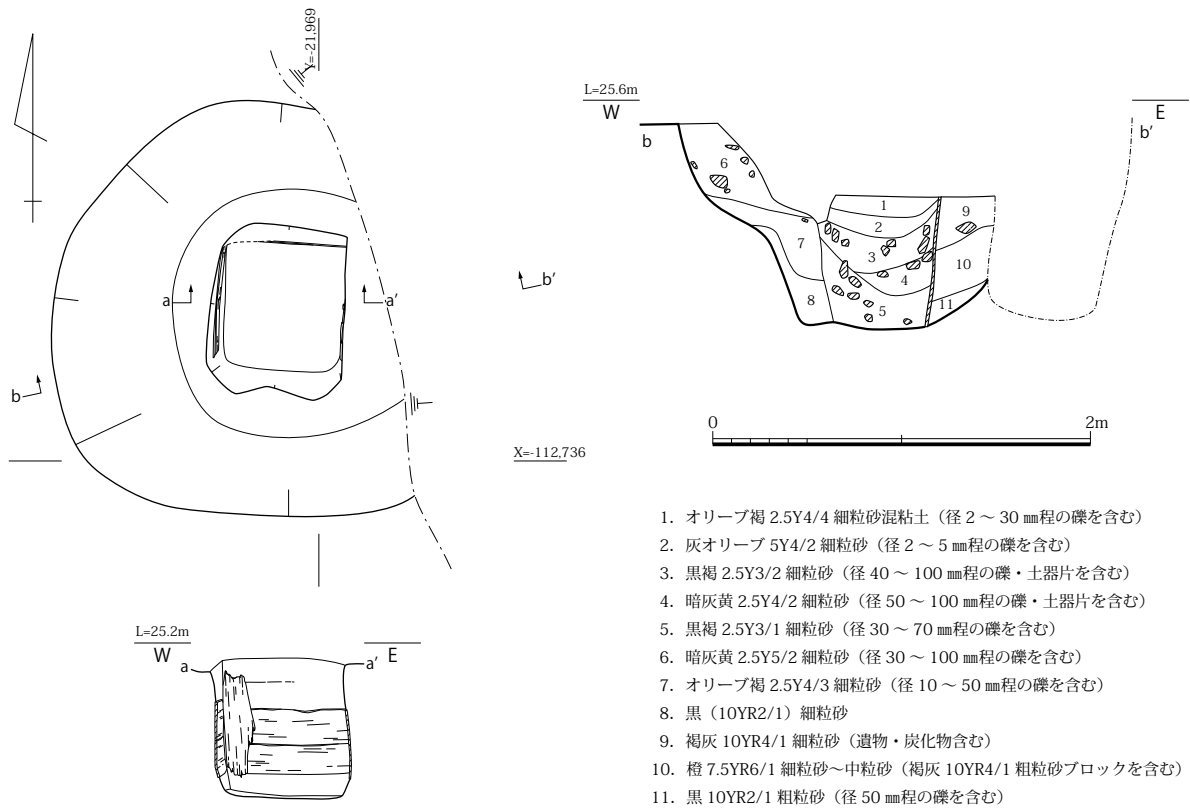 Y=-21,969
L=25.6m
W
E
b
b'
6
1
2
9
7
3
10
4
8
5
11
a
a'
b'
b
0
2m
X=-112,736
L=25.2m
W
E
a
a'
1. オリーブ褐 2.5Y4/4 細粒砂混粘土（径 2 ～ 30 ㎜程の礫を含む）
2. 灰オリーブ 5Y4/2 細粒砂（径 2 ～ 5 ㎜程の礫を含む）
3. 黒褐 2.5Y3/2 細粒砂（径 40 ～ 100 ㎜程の礫・土器片を含む）
4. 暗灰黄 2.5Y4/2 細粒砂（径 50 ～ 100 ㎜程の礫・土器片を含む）
5. 黒褐 2.5Y3/1 細粒砂（径 30 ～ 70 ㎜程の礫を含む）
6. 暗灰黄 2.5Y5/2 細粒砂（径 30 ～ 100 ㎜程の礫を含む）
7. オリーブ褐 2.5Y4/3 細粒砂（径 10 ～ 50 ㎜程の礫を含む）
8. 黒（10YR2/1）細粒砂
9. 褐灰 10YR4/1 細粒砂（遺物・炭化物含む）
10. 橙 7.5YR6/1 細粒砂～中粒砂（褐灰 10YR4/1 粗粒砂ブロックを含む）
11. 黒 10YR2/1 粗粒砂（径 50 ㎜程の礫を含む）